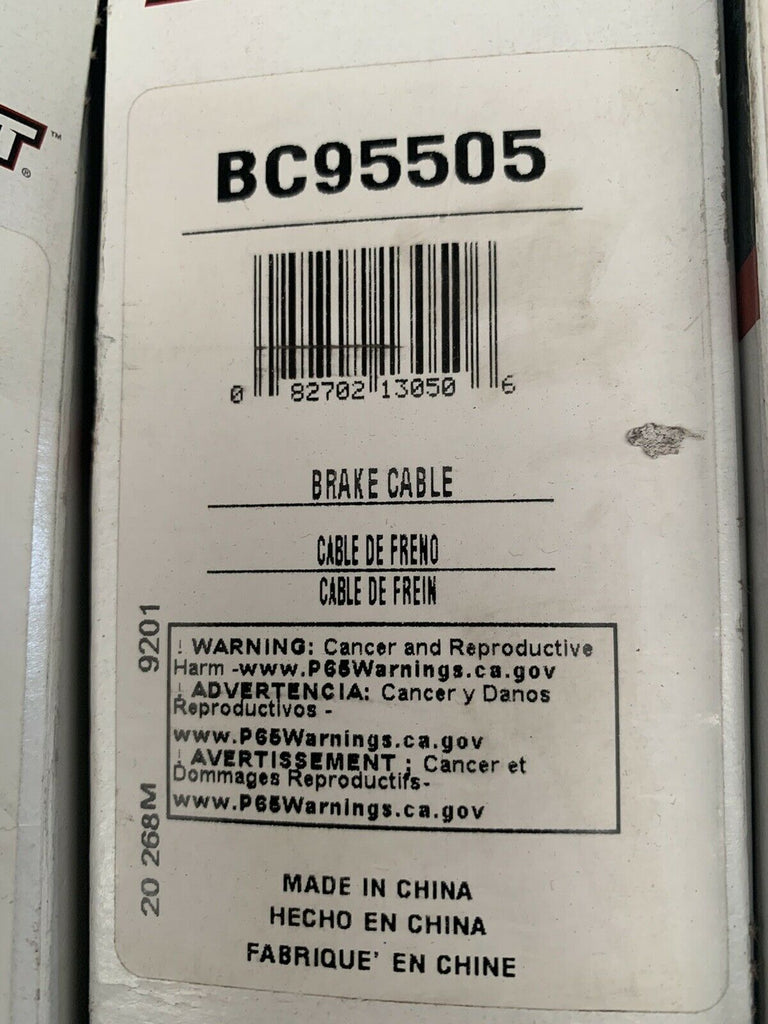 T™
®
BC95505
0 82702 13050 6
BRAKE CABLE
CABLE DE FRENO
CABLE DE FREIN
9201
20 268M
! WARNING: Cancer and Reproductive
Harm -www.P65Warnings.ca.gov
! ADVERTENCIA: Cancer y Danos
Reproductivos -
www.P65Warnings.ca.gov
! AVERTISSEMENT : Cancer et
Dommages Reproductifs-
www.P65Warnings.ca.gov
MADE IN CHINA
HECHO EN CHINA
FABRIQUE' EN CHINE